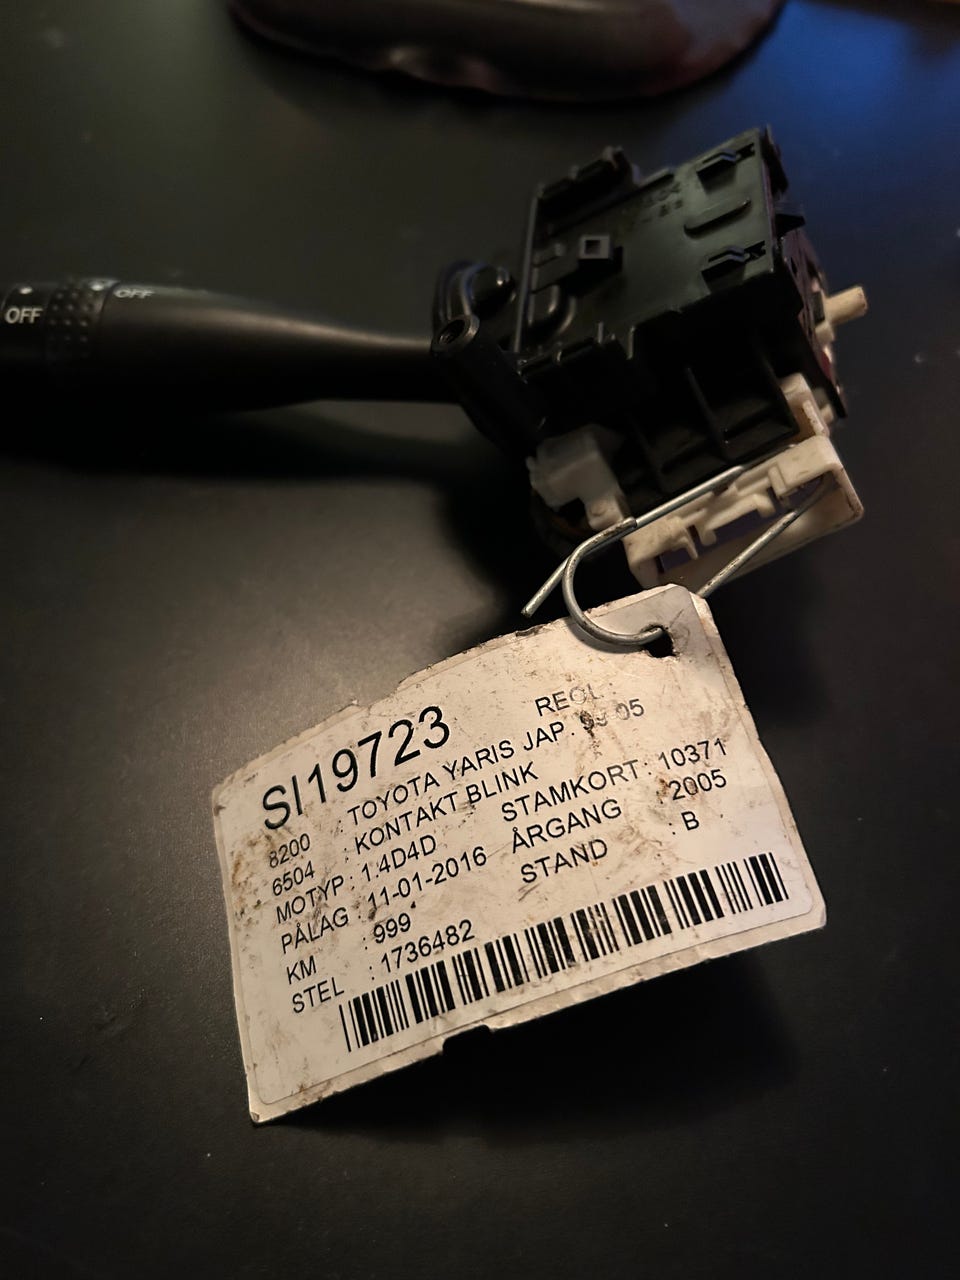 OFF
OFF
SI19723
REOL :
8200 : TOYOTA YARIS JAP. 99-05
6504 : KONTAKT BLINK
MOTYP : 1.4D4D STAMKORT : 10371
PÅLAG : 11-01-2016 ÅRGANG : 2005
KM : 999 STAND : B
STEL : 1736482